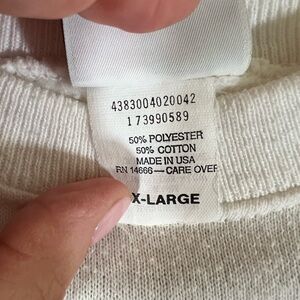 4383004020042
173990589
50% POLYESTER
50% COTTON
MADE IN USA
RN 14666—CARE OVER
X-LARGE